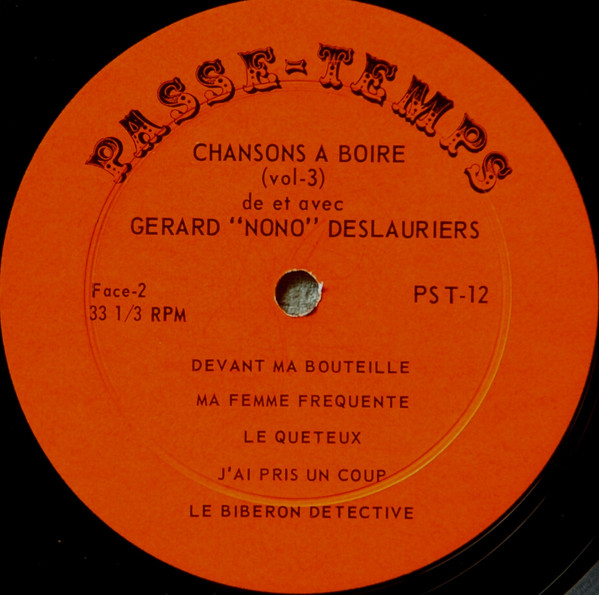 PASSE-TEMPS
CHANSONS A BOIRE
(vol-3)
de et avec
GERARD "NONO" DESLAURIERS
Face-2
33 1/3 RPM
PST-12
DEVANT MA BOUTEILLE
MA FEMME FREQUENTE
LE QUETEUX
J'AI PRIS UN COUP
LE BIBERON DETECTIVE